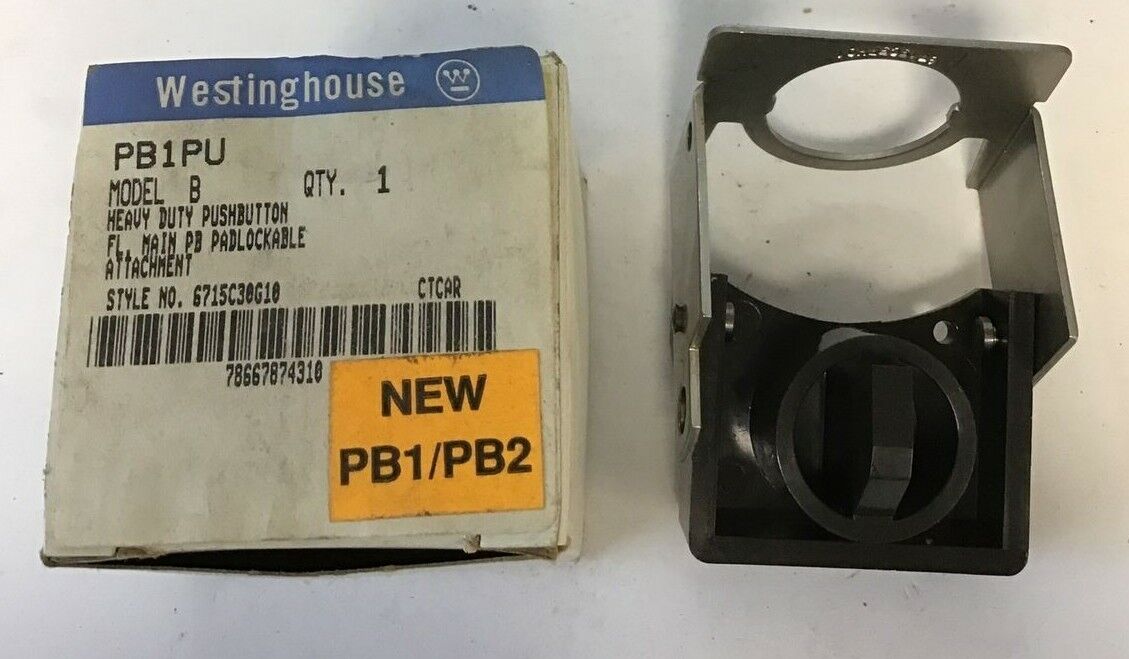 Westinghouse W
PB1PU
MODEL B QTY. 1
HEAVY DUTY PUSHBUTTON
FL. MAIN PB PADLOCKABLE
ATTACHMENT
STYLE NO. 6715C30G10 CTCAR
78667874310
NEW
PB1/PB2